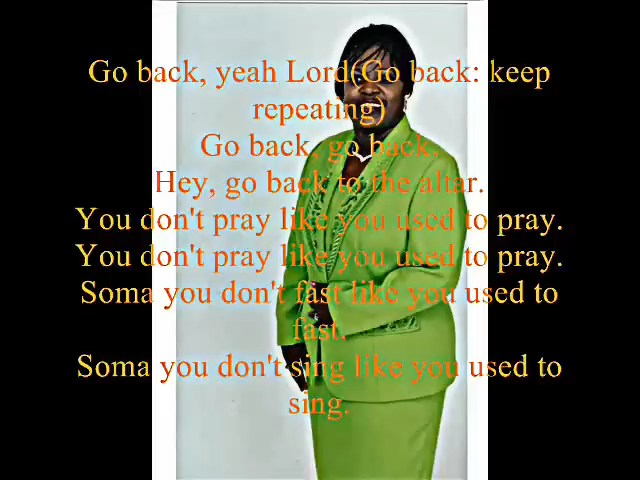 Go back, yeah Lord(Go back: keep
repeating)
Go back, go back,
Hey, go back to the altar.
You don't pray like you used to pray.
You don't pray like you used to pray.
Soma you don't fast like you used to
fast.
Soma you don't sing like you used to
sing.